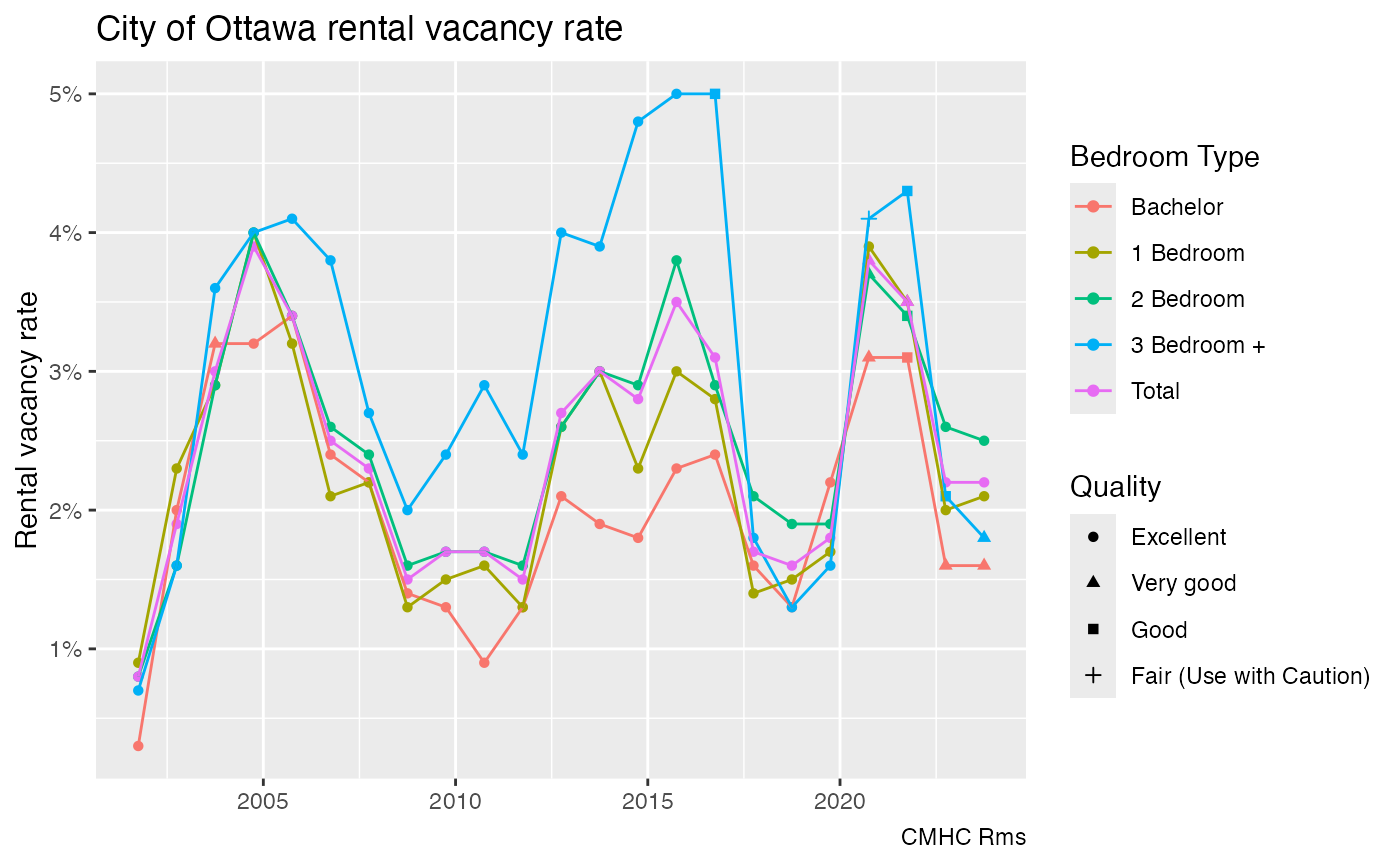 City of Ottawa rental vacancy rate
Rental vacancy rate
5%
4%
3%
2%
1%
2005 2010 2015 2020
CMHC Rms
Bedroom Type
Bachelor
1 Bedroom
2 Bedroom
3 Bedroom +
Total
Quality
Excellent
Very good
Good
Fair (Use with Caution)